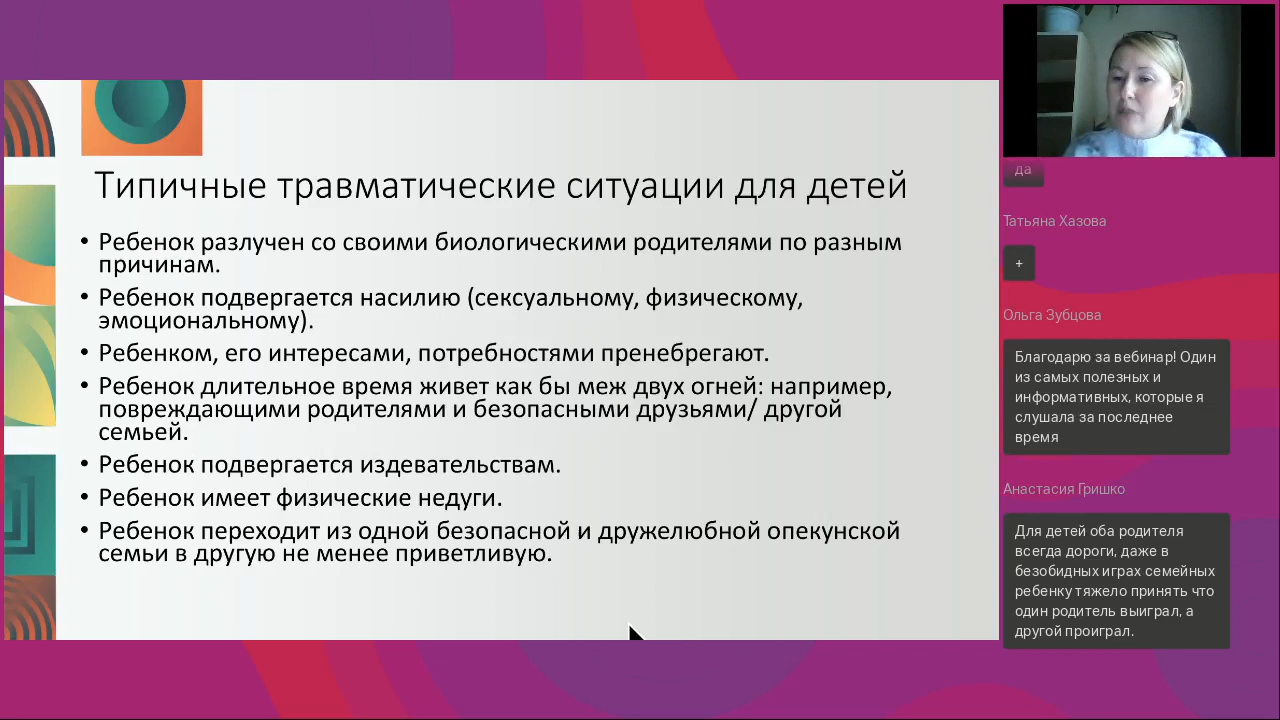 Типичные травматические ситуации для детей
• Ребенок разлучен со своими биологическими родителями по разным
причинам.
• Ребенок подвергается насилию (сексуальному, физическому,
эмоциональному).
• Ребенком, его интересами, потребностями пренебрегают.
• Ребенок длительное время живет как бы меж двух огней: например,
повреждающими родителями и безопасными друзьями/ другой
семьей.
• Ребенок подвергается издевательствам.
• Ребенок имеет физические недуги.
• Ребенок переходит из одной безопасной и дружелюбной опекунской
семьи в другую не менее приветливую.
да
Татьяна Хазова
+
Ольга Зубцова
Благодарю за вебинар! Один
из самых полезных и
информативных, которые я
слушала за последнее
время
Анастасия Гришко
Для детей оба родителя
всегда дороги, даже в
безобидных играх семейных
ребенку тяжело принять что
один родитель выиграл, а
другой проиграл.